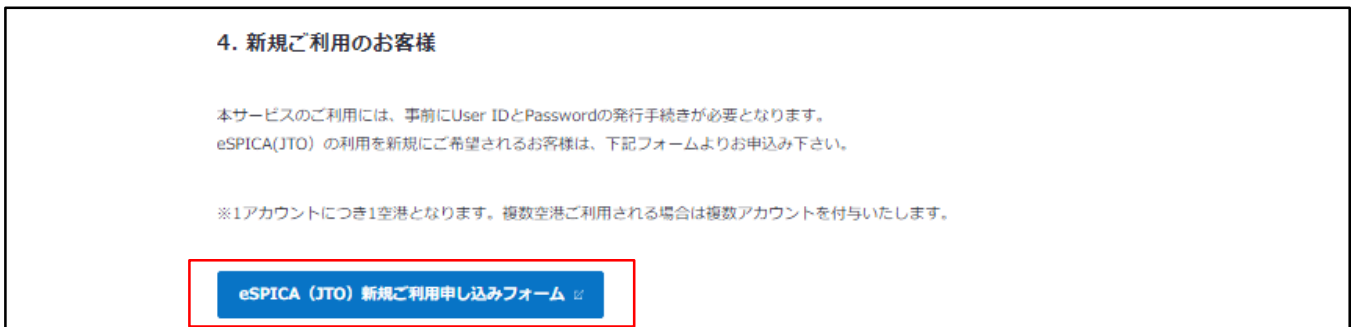 4. 新規ご利用のお客様
本サービスのご利用には、事前にUser IDとPasswordの発行手続きが必要となります。
eSPICA(JTO）の利用を新規にご希望されるお客様は、下記フォームよりお申込み下さい。
※1アカウントにつき1空港となります。複数空港ご利用される場合は複数アカウントを付与いたします。
eSPICA（JTO）新規ご利用申し込みフォーム